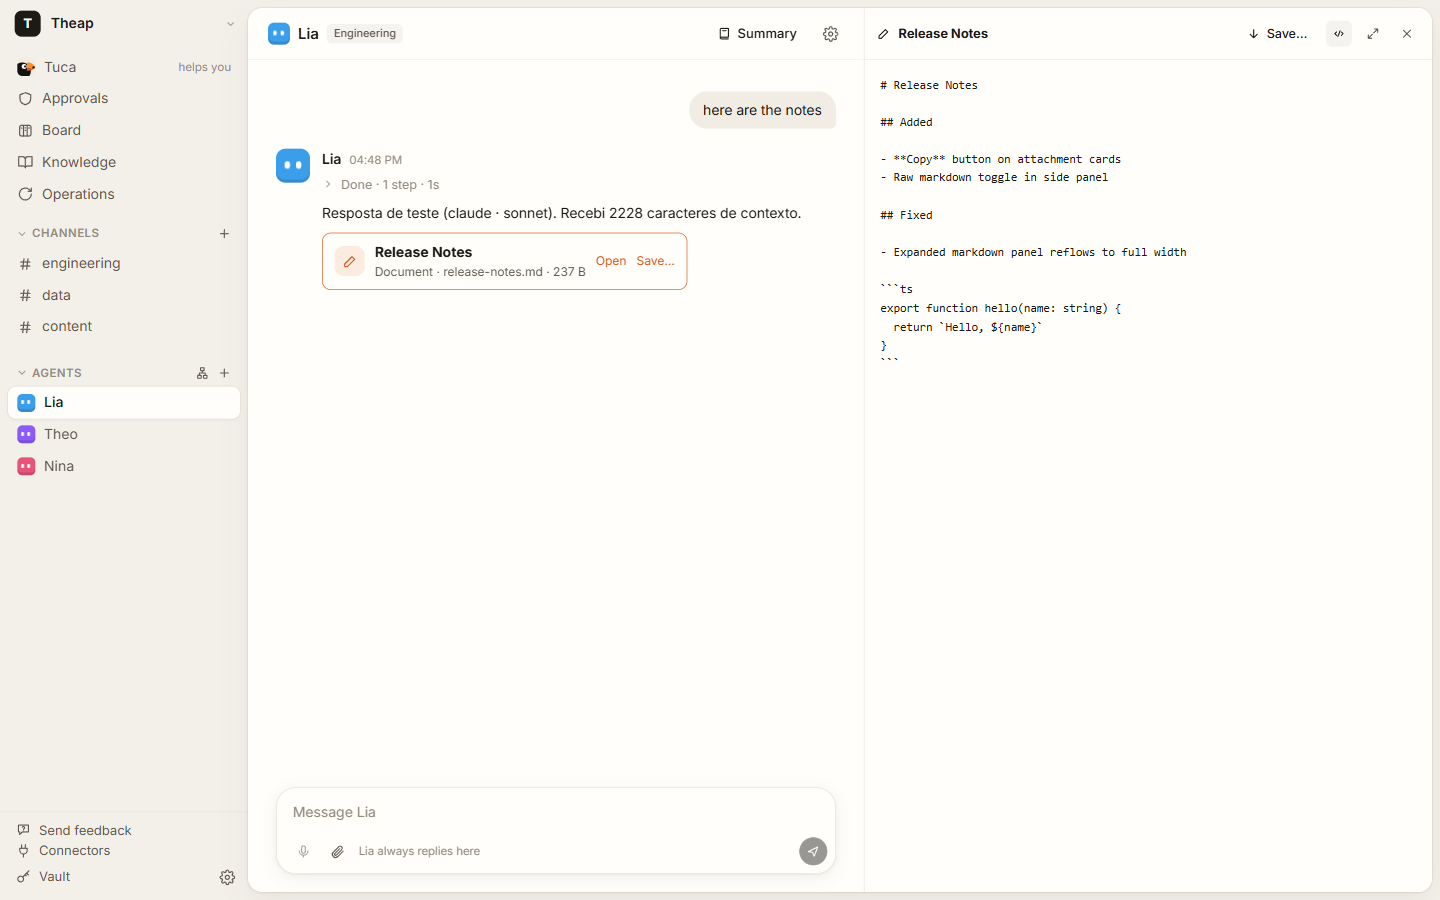 T Theap
Tuca helps you
Approvals
Board
Knowledge
Operations
CHANNELS
# engineering
# data
# content
AGENTS
Lia
Theo
Nina
Send feedback
Connectors
Vault
Lia Engineering
Summary
here are the notes
Lia 04:48 PM
Done · 1 step · 1s
Resposta de teste (claude · sonnet). Recebi 2228 caracteres de contexto.
Release Notes
Document · release-notes.md · 237 B
Open Save...
Message Lia
Lia always replies here
Release Notes
Save...
# Release Notes
## Added
- **Copy** button on attachment cards
- Raw markdown toggle in side panel
## Fixed
- Expanded markdown panel reflows to full width
```ts
export function hello(name: string) {
  return `Hello, ${name}`
}
```